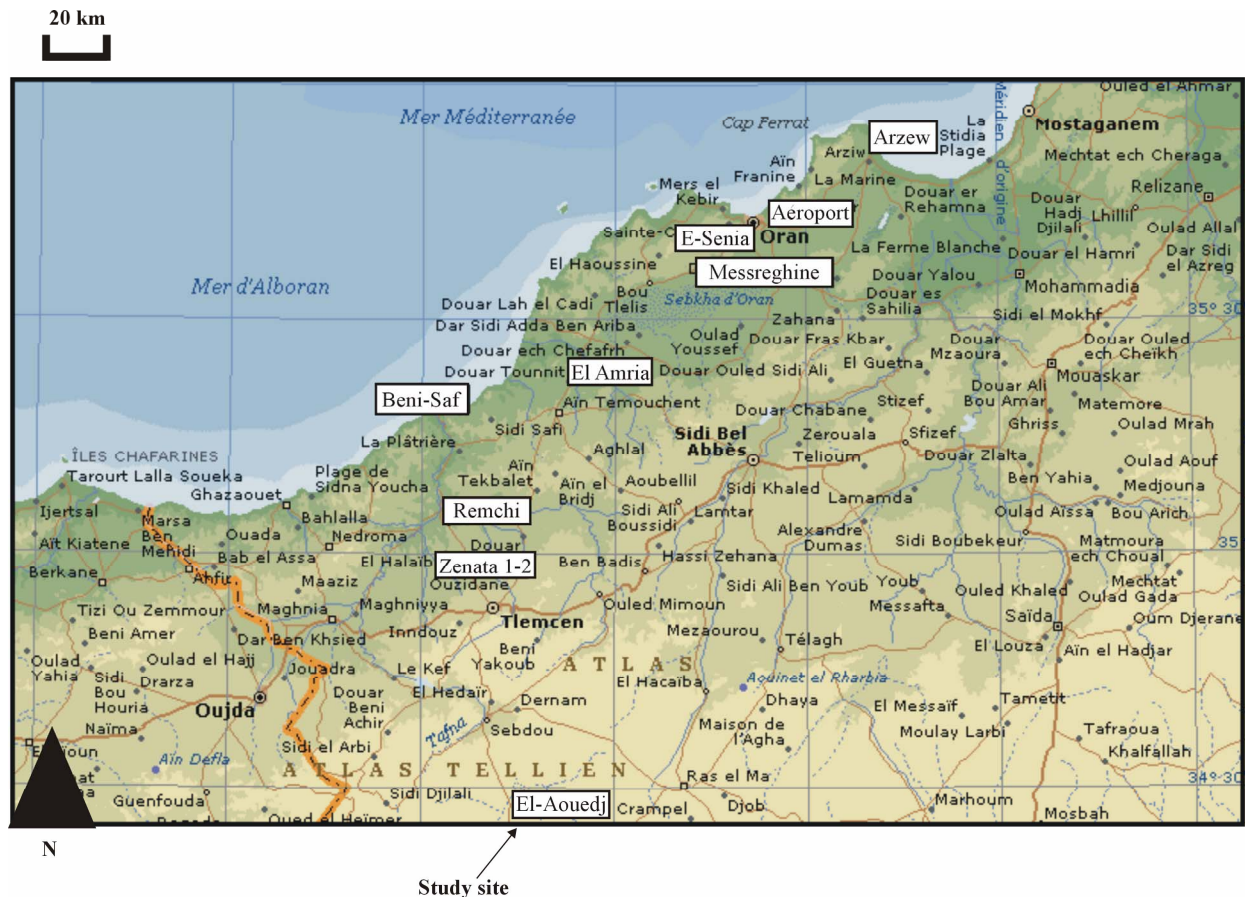 20 km
Ouled el Ahmar
Mer Méditerranée
Cap Ferrat
Méridien d'origine
La
Stidia
Plage
Mostaganem
Arzew
Arziw
Mechtat ech Cheraga
Aïn
Franine
La Marine
Relizane
Mers el
Kebir
Douar er
Rehamna
Douar
Hadj
Djilali
Lhillil
Oulad Allal
Aéroport
Sainte-C
E-Senia
Oran
La Ferme Blanche
Douar el Hamri
Dar Sidi
el Azreg
El Haoussine
Messreghine
Douar Yalou
Mohammadia
Mer d'Alboran
Bou
Tlelis
Sebkha d'Oran
Douar es
Sahilia
Douar Lah el Cadi
Zahana
Sidi el Mokhf
35° 30
Dar Sidi Adda Ben Ariba
Oulad
Youssef
Douar Fras Kbar
Douar
Mzaoura
Douar Ouled
ech Cheïkh
Douar ech Chefafrh
El Guetna
Mouaskar
Douar Tounnit
El Amria
Douar Ouled Sidi Ali
Douar Ali
Bou Amar
Matemore
Beni-Saf
Aïn Temouchent
Douar Chabane
Stizef
Ghriss
Oulad Mrah
Sidi Safi
Sidi Bel
Abbès
Zerouala
Sfizef
La Plâtrière
Aghlal
Telioum
Douar Zlalta
Oulad Aouf
ÎLES CHAFARINES
Tarourt Lalla Soueka
Plage de
Sidna Youcha
Aïn
Tekbalet
Aïn el
Bridj
Aoubellil
Sidi Khaled
Ben Yahia
Medjouna
Ghazaouet
Lamamda
Ijertsal
Marsa
Ben
Mehidi
Bahlalla
Remchi
Sidi Ali
Boussidi
Lamtar
Alexandre
Dumas
Oulad Aïssa
Bou Arich
Aït Kiatene
Ouada
Nedroma
Douar
Hassi Zehana
Sidi Boubekeur
Matmoura
ech Choual
Bab el Assa
El Halaïb
Zenata 1-2
Ben Badis
35
Berkane
Ahfir
Maaziz
Ouzidane
Sidi Ali Ben Youb
Youb
Ouled Khaled
Mechtat
Oulad Gada
Tizi Ou Zemmour
Maghnia
Maghniyya
Ouled Mimoun
Messafta
Saïda
Oum Djerane
Beni Amer
Dar Ben Khsied
Inndouz
Tlemcen
Mezaourou
Télagh
El Louza
Oulad
Yahia
Sidi
Bou
Houria
Oulad el Hajj
Drarza
Jouadra
Le Kef
Beni
Yakoub
ATLAS
Aïn el Hadjar
El Hacaïba
Aouinet el Rharbia
Oujda
Douar
Beni
Achir
El Hedaïr
Dernam
Dhaya
El Messaïf
Tametit
Naïma
Tafna
Sebdou
Maison de
l'Agha
Moulay Larbi
Tafraoua
Aïn Defla
Sidi el Arbi
Khalfallah
ATLAS TELLIEN
Ras el Ma
34° 30
Guenfouda
Sidi Djilali
El-Aouedj
Crampel
Djob
Marhoum
Oued el Heïmer
Mosbah
N
Study site